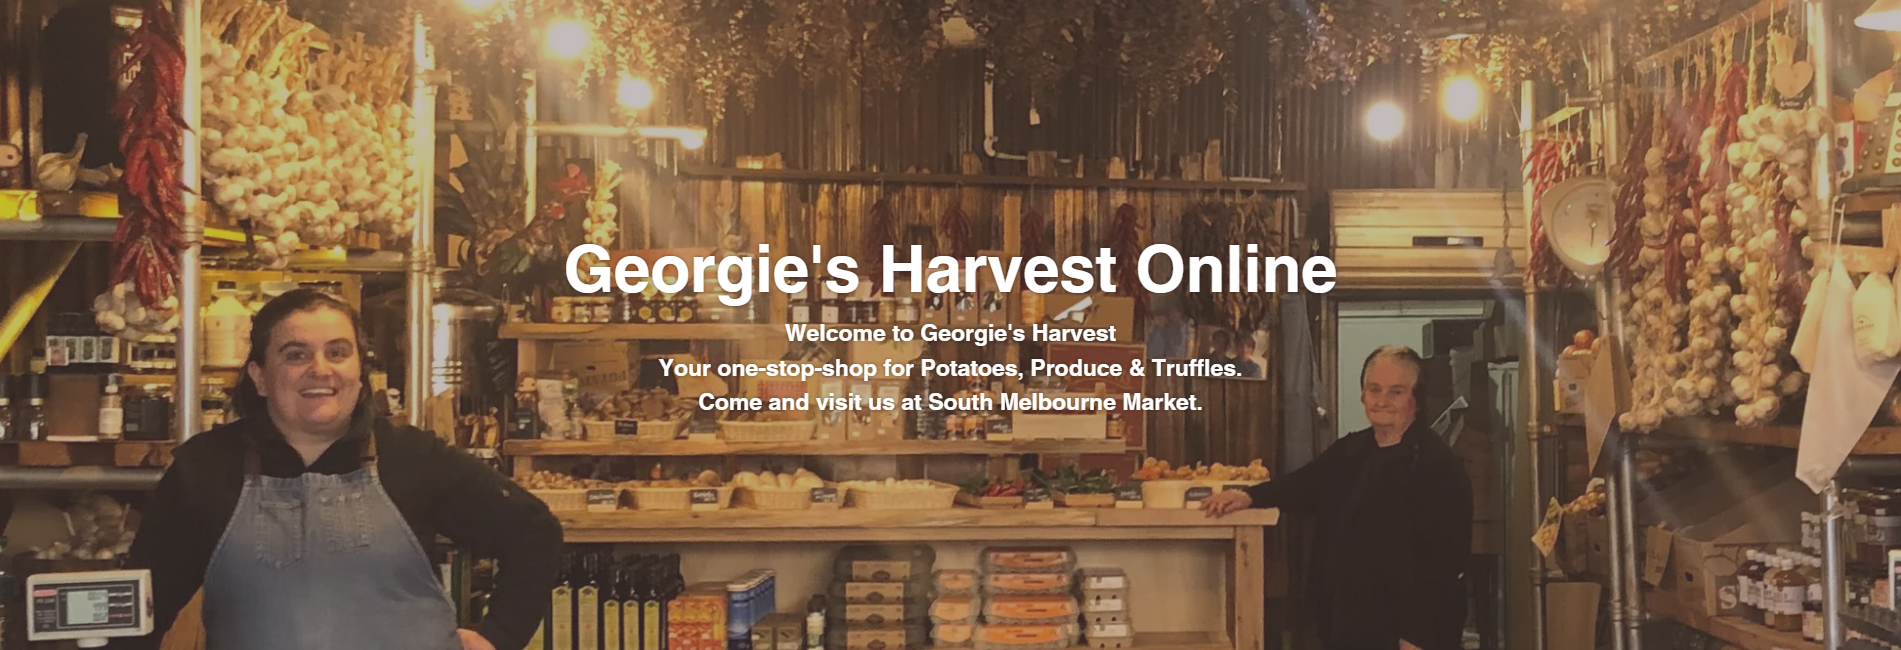 Georgie's Harvest Online
Welcome to Georgie's Harvest
Your one-stop-shop for Potatoes, Produce & Truffles.
Come and visit us at South Melbourne Market.